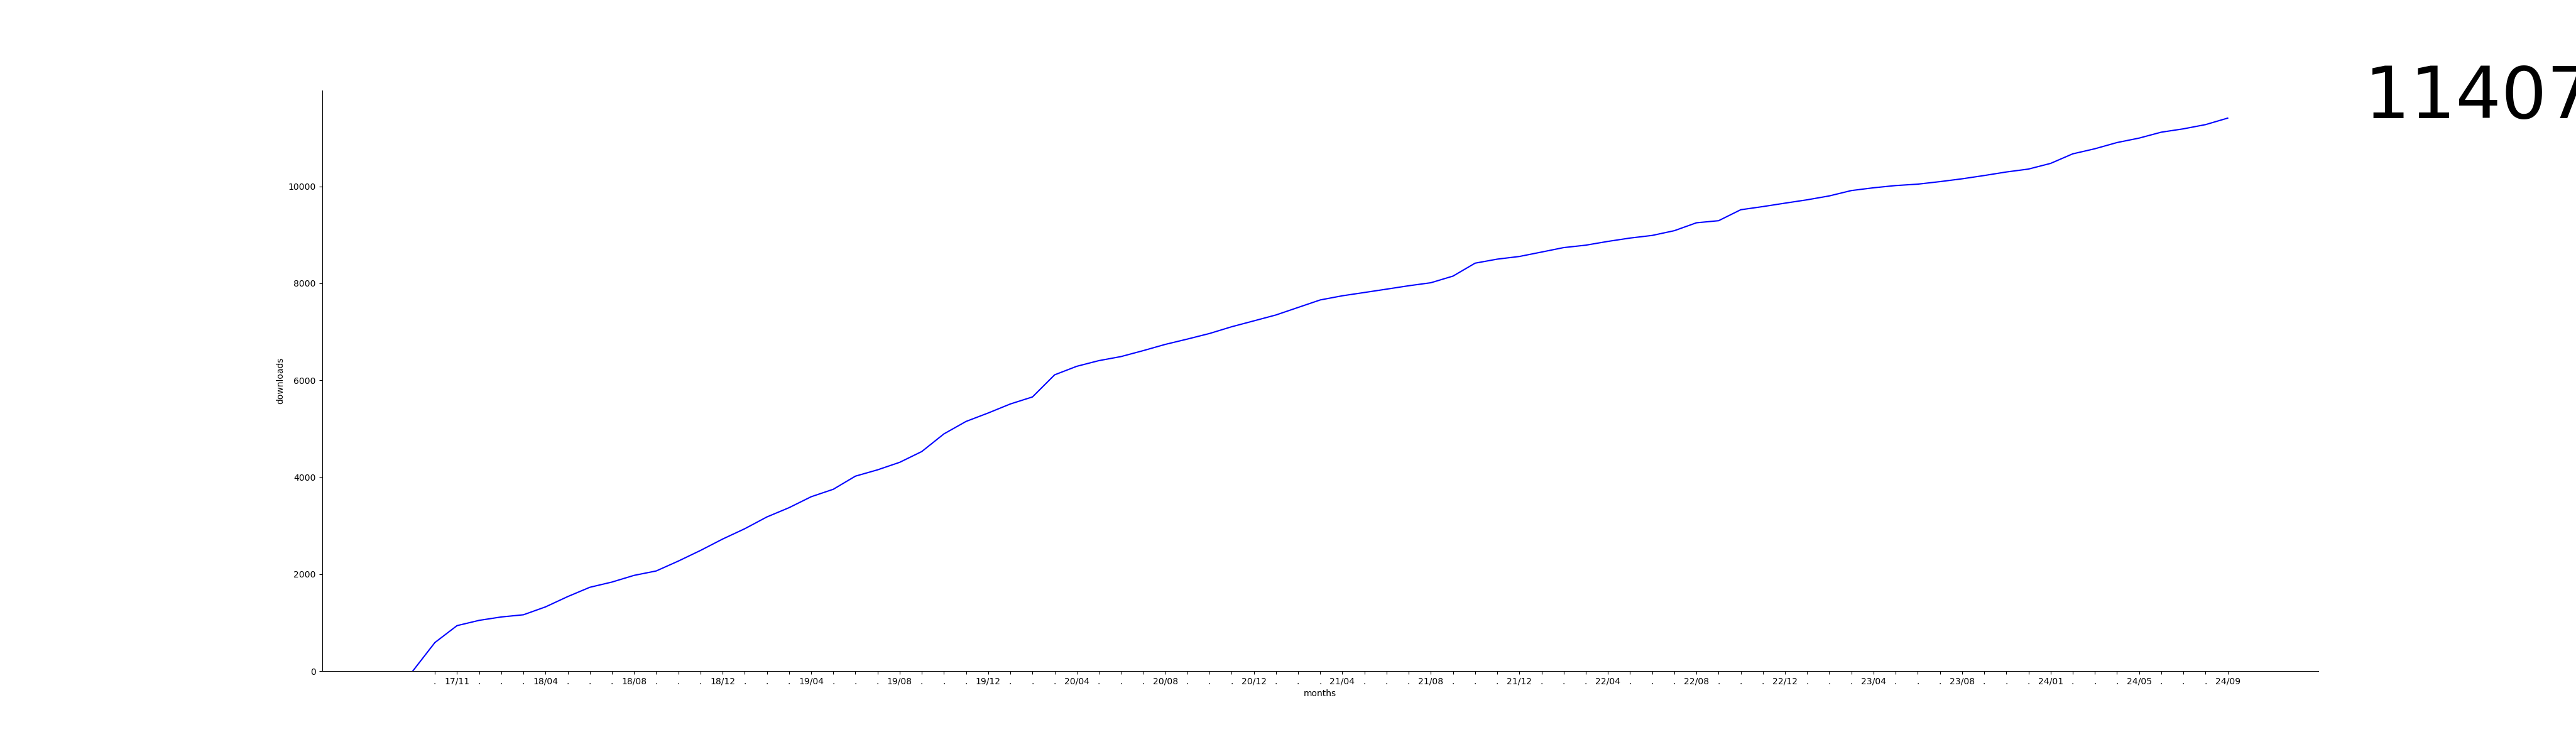 11407
10000
8000
6000
4000
2000
0
downloads
. 17/11 . . . 18/04 . . . 18/08 . . . 18/12 . . . 19/04 . . . 19/08 . . . 19/12 . . . 20/04 . . . 20/08 . . . 20/12 . . . 21/04 . . . 21/08 . . . 21/12 . . . 22/04 . . . 22/08 . . . 22/12 . . . 23/04 . . . 23/08 . . . 24/01 . . . 24/05 . . . 24/09
months